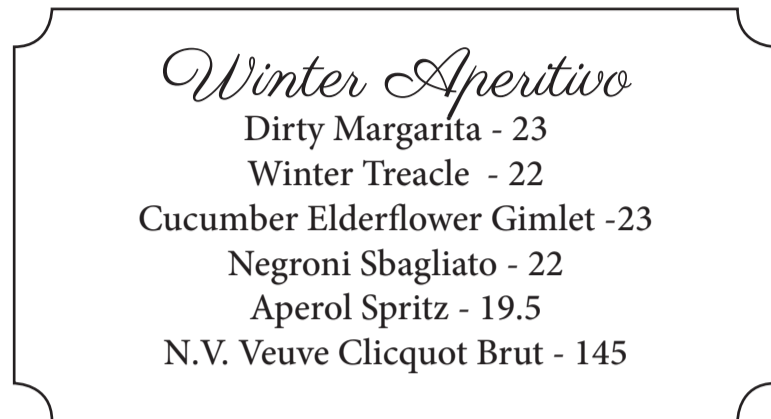 Winter Aperitivo
Dirty Margarita - 23
Winter Treacle  - 22
Cucumber Elderflower Gimlet -23
Negroni Sbagliato - 22
Aperol Spritz - 19.5
N.V. Veuve Clicquot Brut - 145